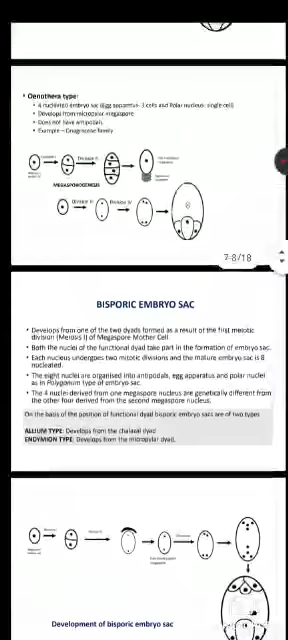 • Oenothera type:
• 4 nucleated embryo sac (Egg apparatus- 3 cells and Polar nucleus- single cell)
• Develops from micropylar megaspore
• Does not have antipodals
• Example – Onagraceae family
Division I
Division II
MEGASPOROGENESIS
Division III
Division IV
7-8/18
BISPORIC EMBRYO SAC
• Develops from one of the two dyads formed as a result of the first meiotic
division (Meiosis I) of Megaspore Mother Cell.
• Both the nuclei of the functional dyad take part in the formation of embryo sac.
• Each nucleus undergoes two mitotic divisions and the mature embryo sac is 8
nucleated.
• The eight nuclei are organised into antipodals, egg apparatus and polar nuclei
as in Polygonum type of embryo sac.
• The 4 nuclei derived from one megaspore nucleus are genetically different from
the other four derived from the second megaspore nucleus.
On the basis of the position of functional dyad bisporic embryo sacs are of two types
ALLIUM TYPE: Develops from the chalazal dyad
ENDYMION TYPE: Develops from the micropylar dyad.
Development of bisporic embryo sac